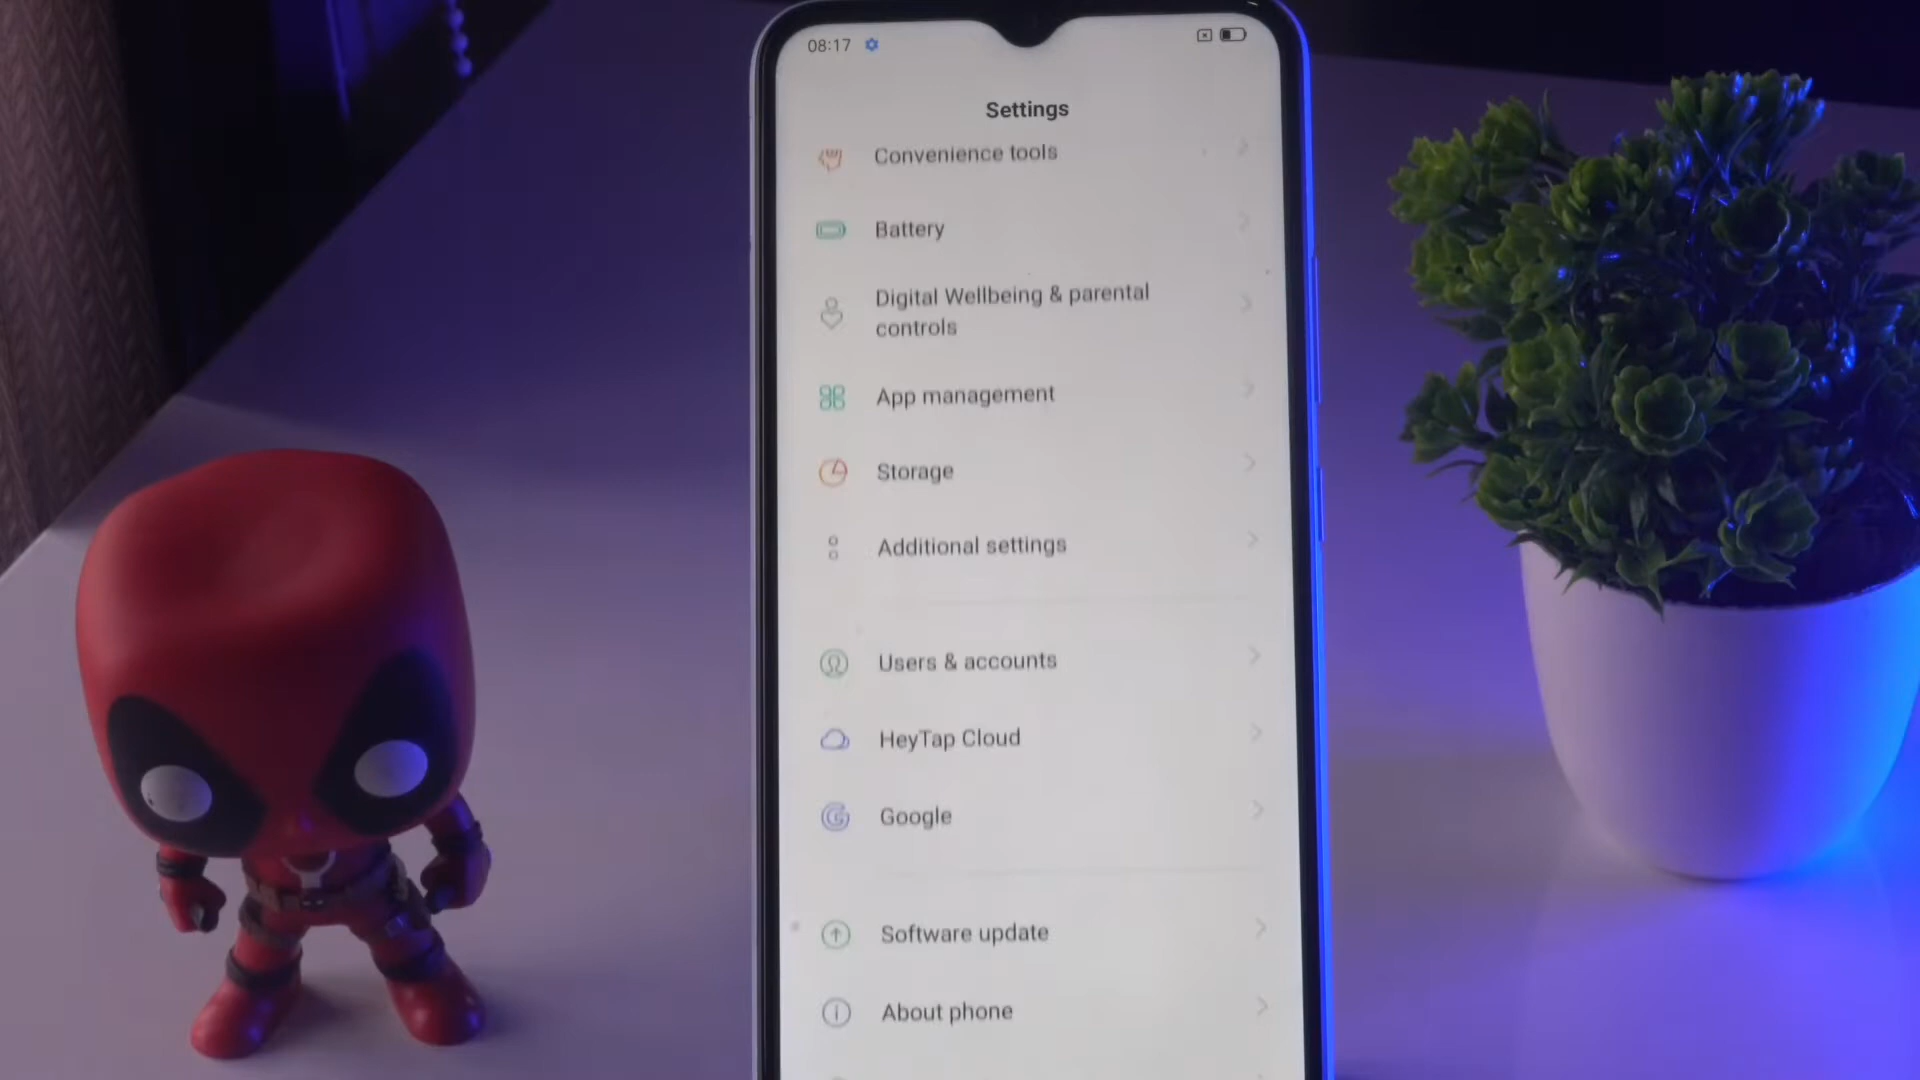 08:17
Settings
Convenience tools
Battery
Digital Wellbeing & parental
controls
App management
Storage
Additional settings
Users & accounts
HeyTap Cloud
Google
Software update
About phone